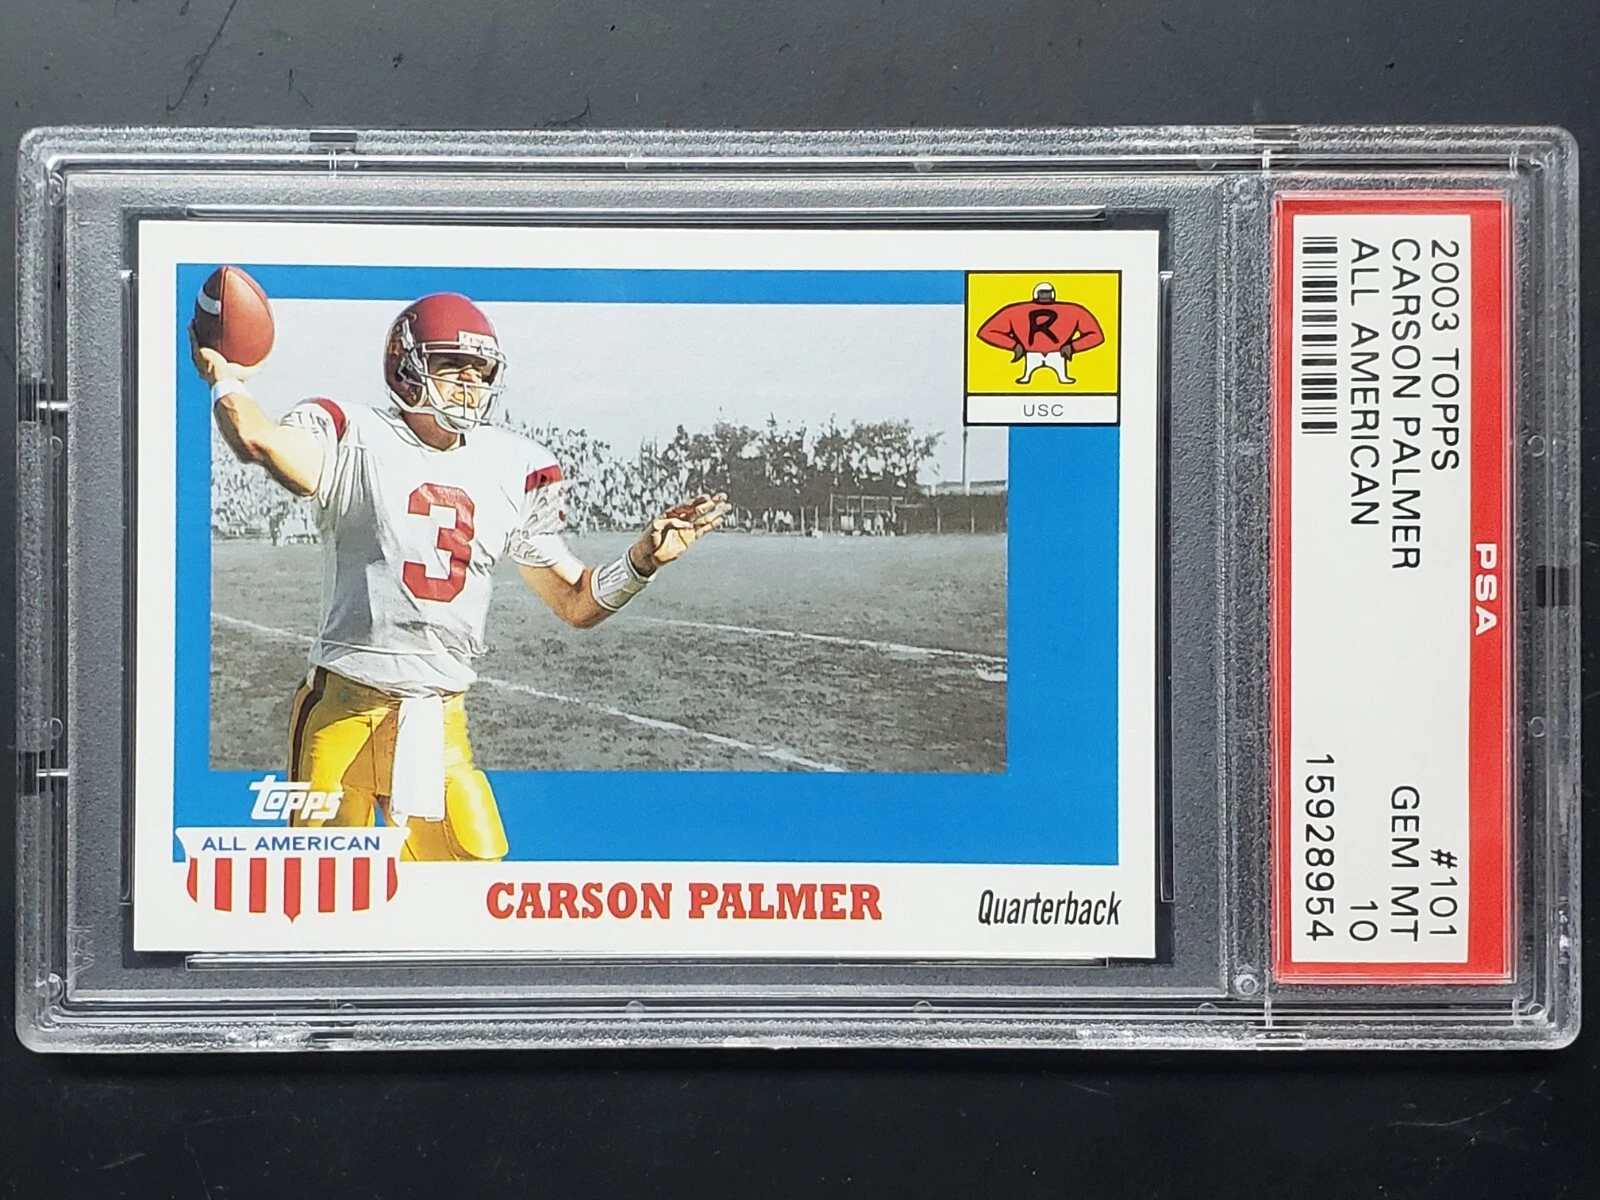 R
USC
3
Topps
ALL AMERICAN
CARSON PALMER
Quarterback
PSA
2003 TOPPS #101
CARSON PALMER GEM MT
ALL AMERICAN 10
15928954